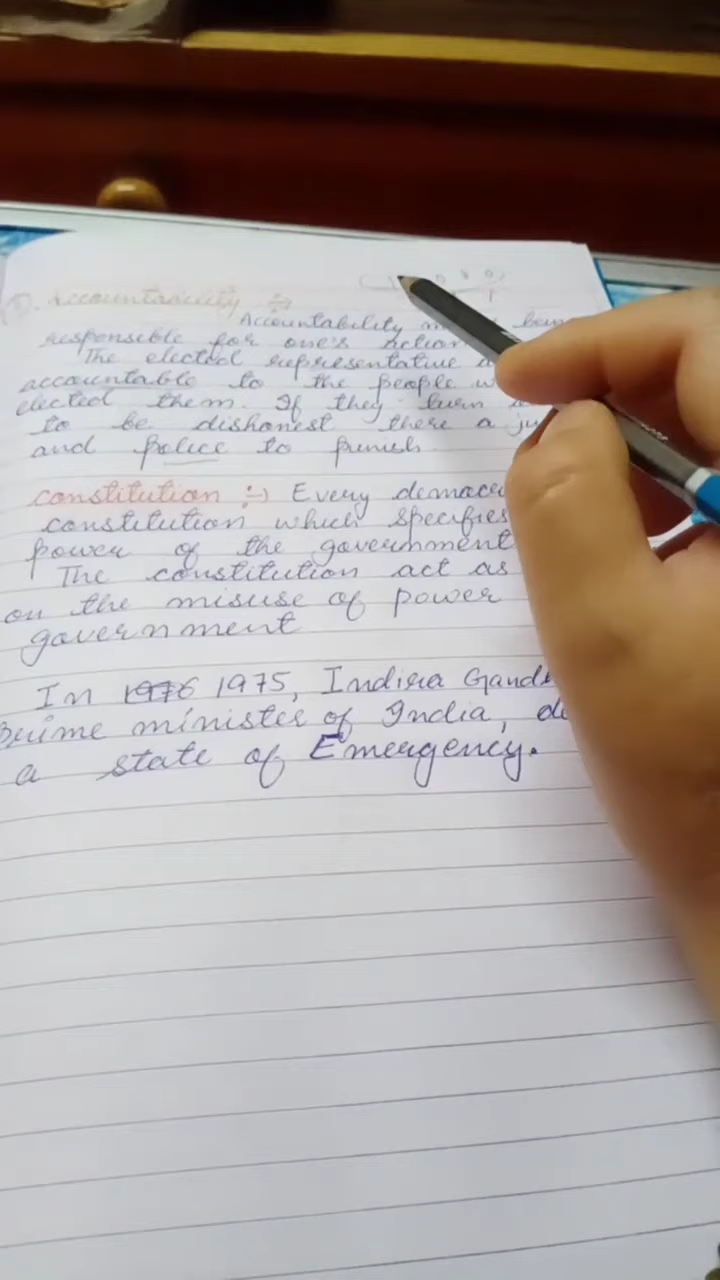 Accountability :-)
Accountability being
responsible for one's action
The elected representative
accountable to the people
elected them. If they turn
to be dishonest there a
and police to punish.
constitution :-) Every
constitution which specifies
power of the government
The constitution act as
on the misuse of power
government
In 1976 1975, Indira
Prime minister of India,
a state of Emergency.